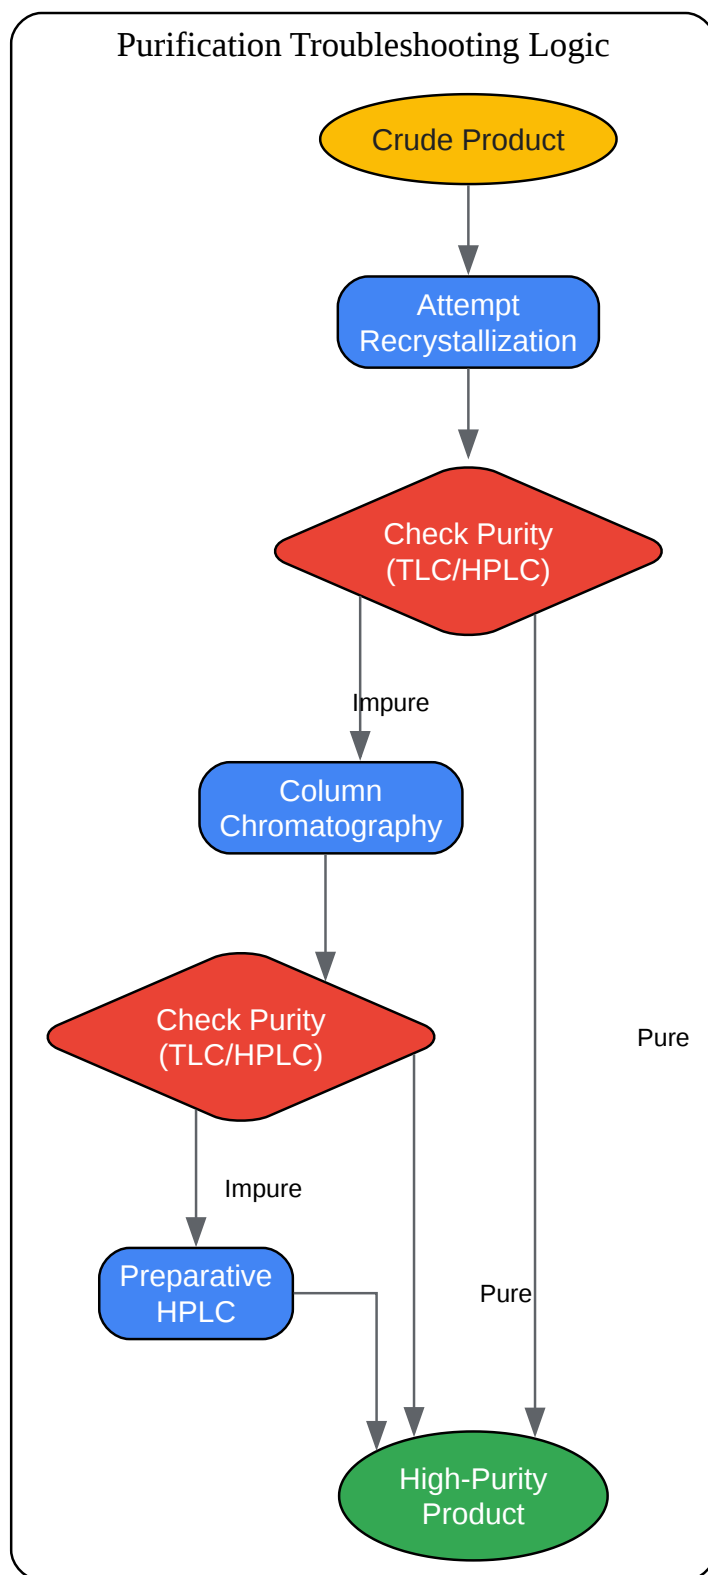 Purification Troubleshooting Logic
Crude Product
Attempt
Recrystallization
Check Purity
(TLC/HPLC)
Impure
Column
Chromatography
Check Purity
(TLC/HPLC)
Pure
Impure
Preparative
HPLC
Pure
High-Purity
Product